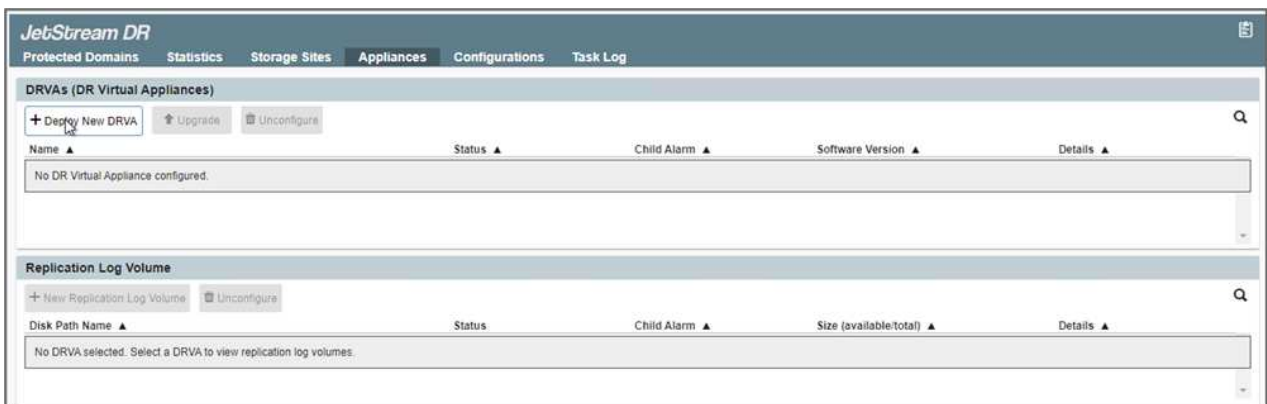 JetStream DR
Protected Domains Statistics Storage Sites Appliances Configurations Task Log
DRVAs (DR Virtual Appliances)
+ Deploy New DRVA Upgrade Unconfigure
Name ▲ Status ▲ Child Alarm ▲ Software Version ▲ Details ▲
No DR Virtual Appliance configured.
Replication Log Volume
+ New Replication Log Volume Unconfigure
Disk Path Name ▲ Status Child Alarm ▲ Size (available/total) ▲ Details ▲
No DRVA selected. Select a DRVA to view replication log volumes.